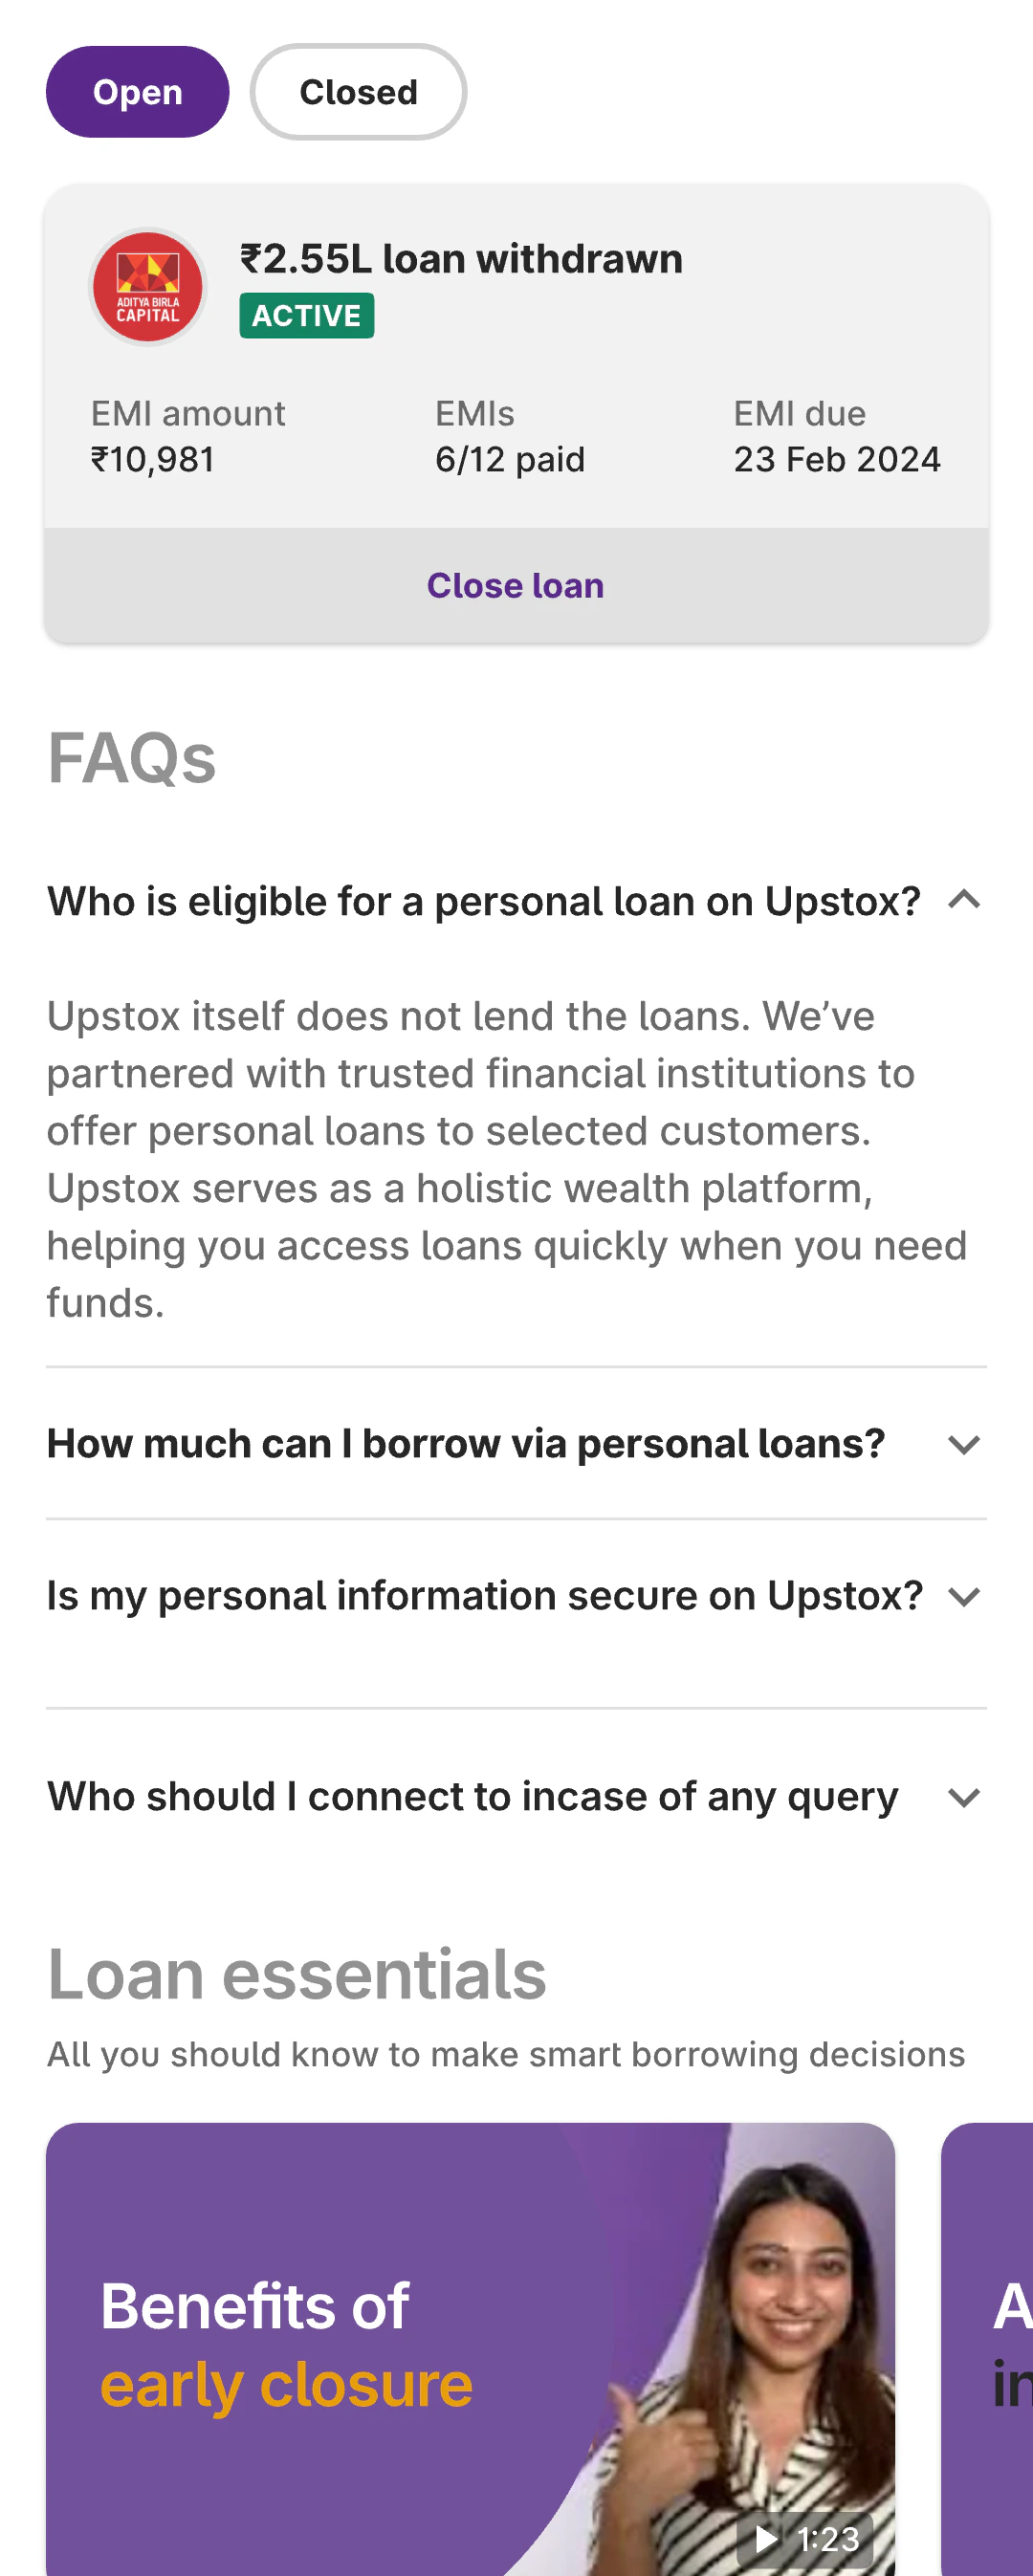 Open
Closed
ADITYA BIRLA
CAPITAL
₹2.55L loan withdrawn
ACTIVE
EMI amount
EMIs
EMI due
₹10,981
6/12 paid
23 Feb 2024
Close loan
FAQs
Who is eligible for a personal loan on Upstox?
Upstox itself does not lend the loans. We’ve
partnered with trusted financial institutions to
offer personal loans to selected customers.
Upstox serves as a holistic wealth platform,
helping you access loans quickly when you need
funds.
How much can I borrow via personal loans?
Is my personal information secure on Upstox?
Who should I connect to incase of any query
Loan essentials
All you should know to make smart borrowing decisions
Benefits of
early closure
1:23